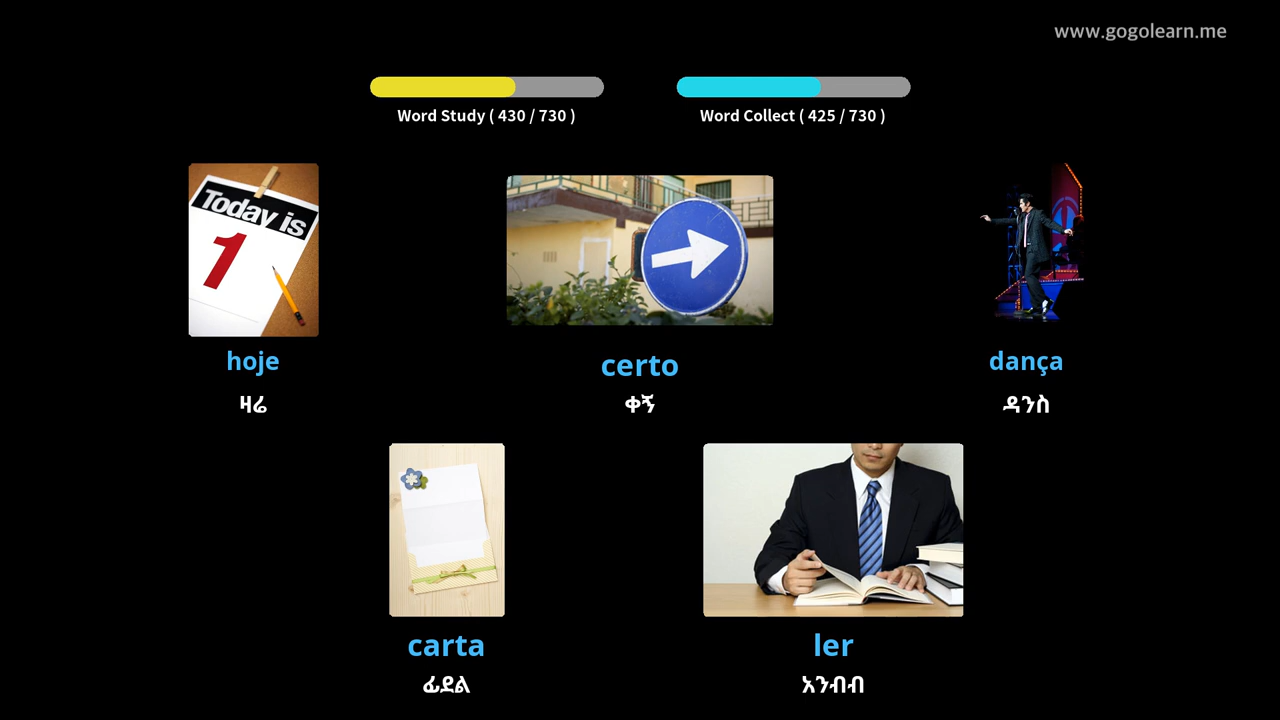 www.gogolearn.me
Word Study ( 430 / 730 )
Word Collect ( 425 / 730 )
Today is
1
hoje
certo
dança
ዛሬ
ቀኝ
ዳንስ
carta
ler
ፊደል
አንብብ